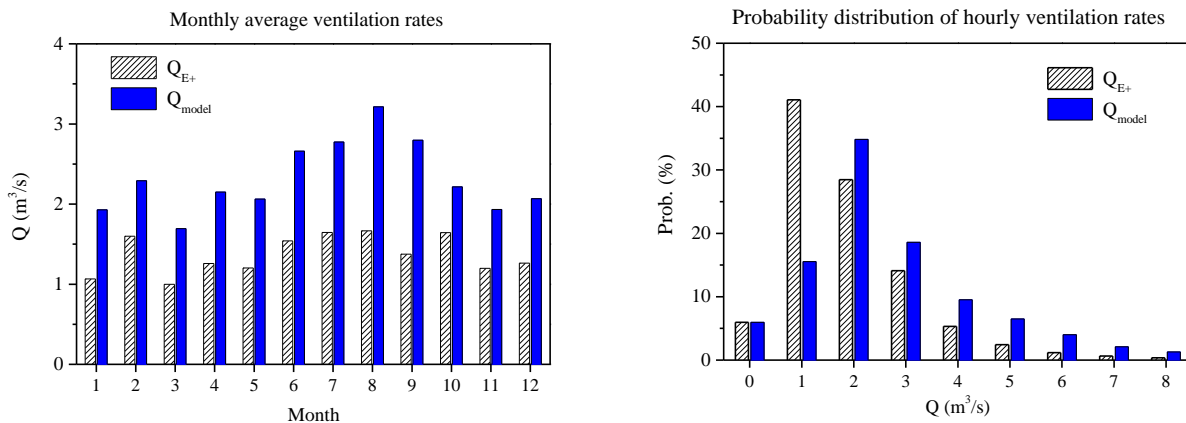 Monthly average ventilation rates
4
3
2
1
0
Q (m³/s)
Q_E+
Q_model
1 2 3 4 5 6 7 8 9 10 11 12
Month
Probability distribution of hourly ventilation rates
50
40
30
20
10
0
Prob. (%)
Q_E+
Q_model
0 1 2 3 4 5 6 7 8
Q (m³/s)